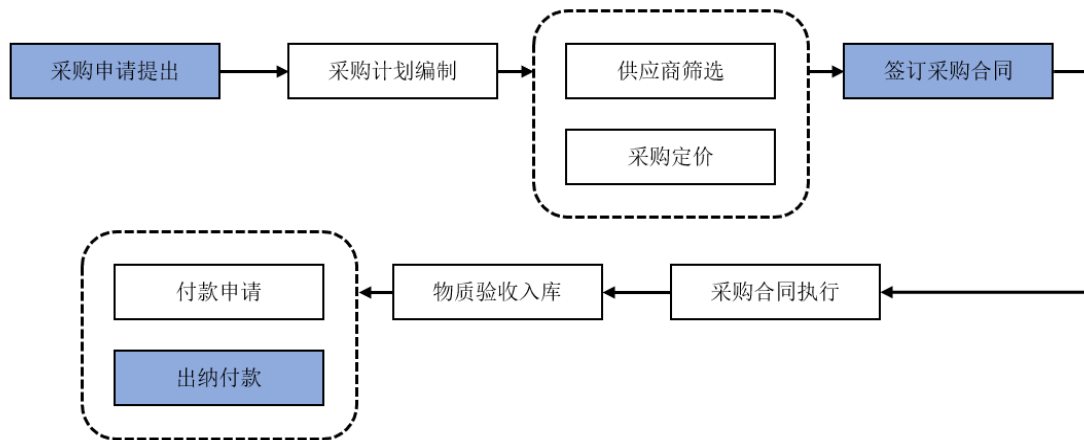 采购申请提出
采购计划编制
供应商筛选
采购定价
签订采购合同
采购合同执行
物质验收入库
付款申请
出纳付款